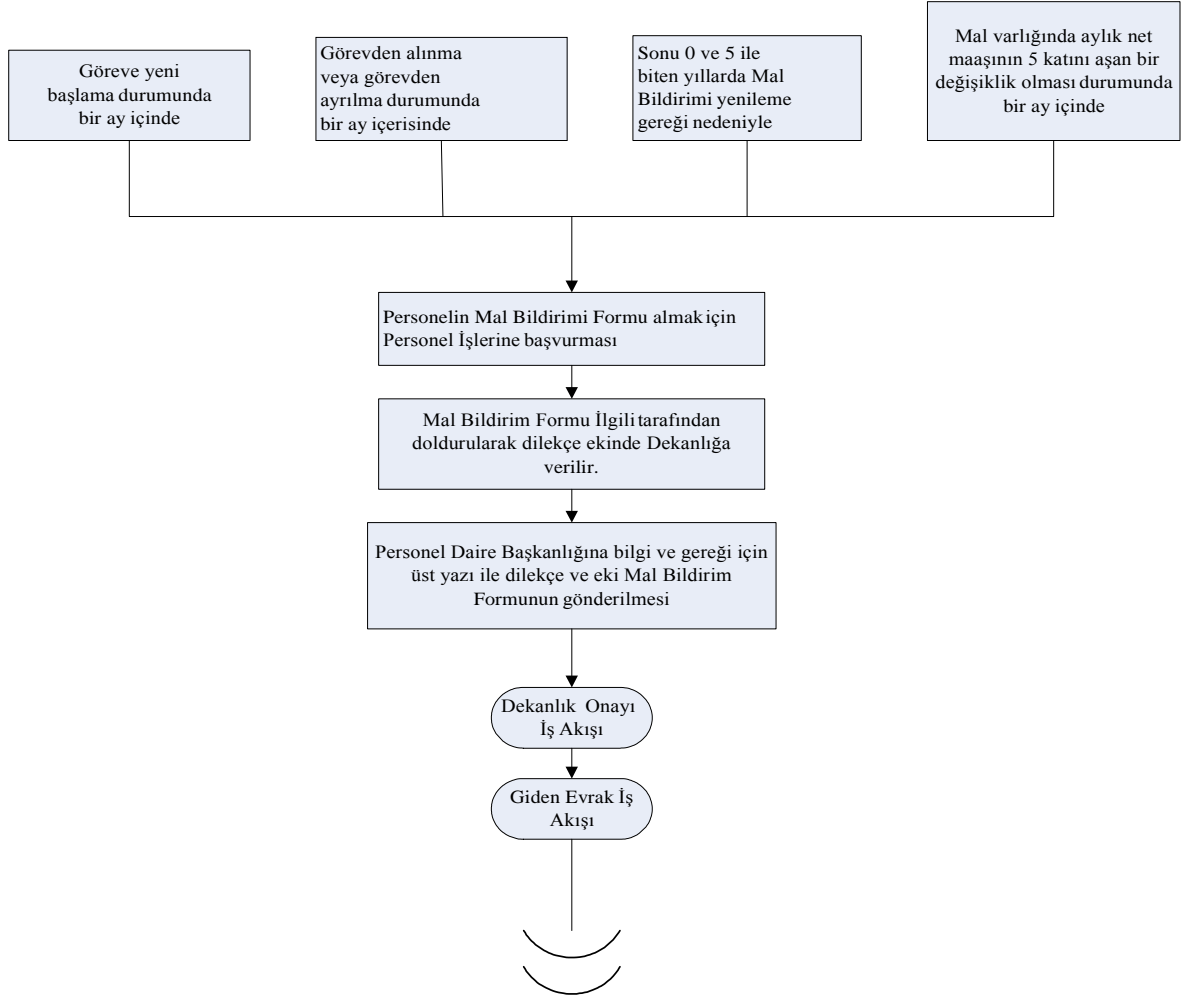 Göreve yeni
başlama durumunda
bir ay içinde
Görevden alınma
veya görevden
ayrılma durumunda
bir ay içerisinde
Sonu 0 ve 5 ile
biten yıllarda Mal
Bildirimi yenileme
gereği nedeniyle
Mal varlığında aylık net
maaşının 5 katını aşan bir
değişiklik olması durumunda
bir ay içinde
Personelin Mal Bildirimi Formu almak için
Personel İşlerine başvurması
Mal Bildirim Formu İlgili tarafından
doldurularak dilekçe ekinde Dekanlığa
verilir.
Personel Daire Başkanlığına bilgi ve gereği için
üst yazı ile dilekçe ve eki Mal Bildirim
Formunun gönderilmesi
Dekanlık Onayı
İş Akışı
Giden Evrak İş
Akışı